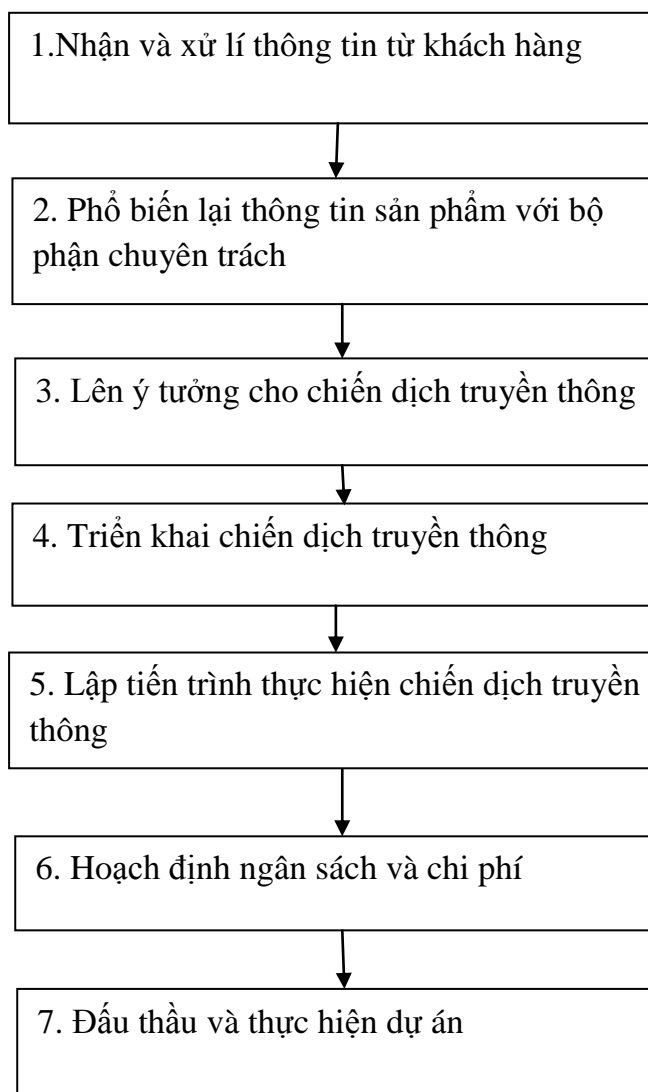 1.Nhận và xử lí thông tin từ khách hàng
2. Phổ biến lại thông tin sản phẩm với bộ
phận chuyên trách
3. Lên ý tưởng cho chiến dịch truyền thông
4. Triển khai chiến dịch truyền thông
5. Lập tiến trình thực hiện chiến dịch truyền
thông
6. Hoạch định ngân sách và chi phí
7. Đấu thầu và thực hiện dự án